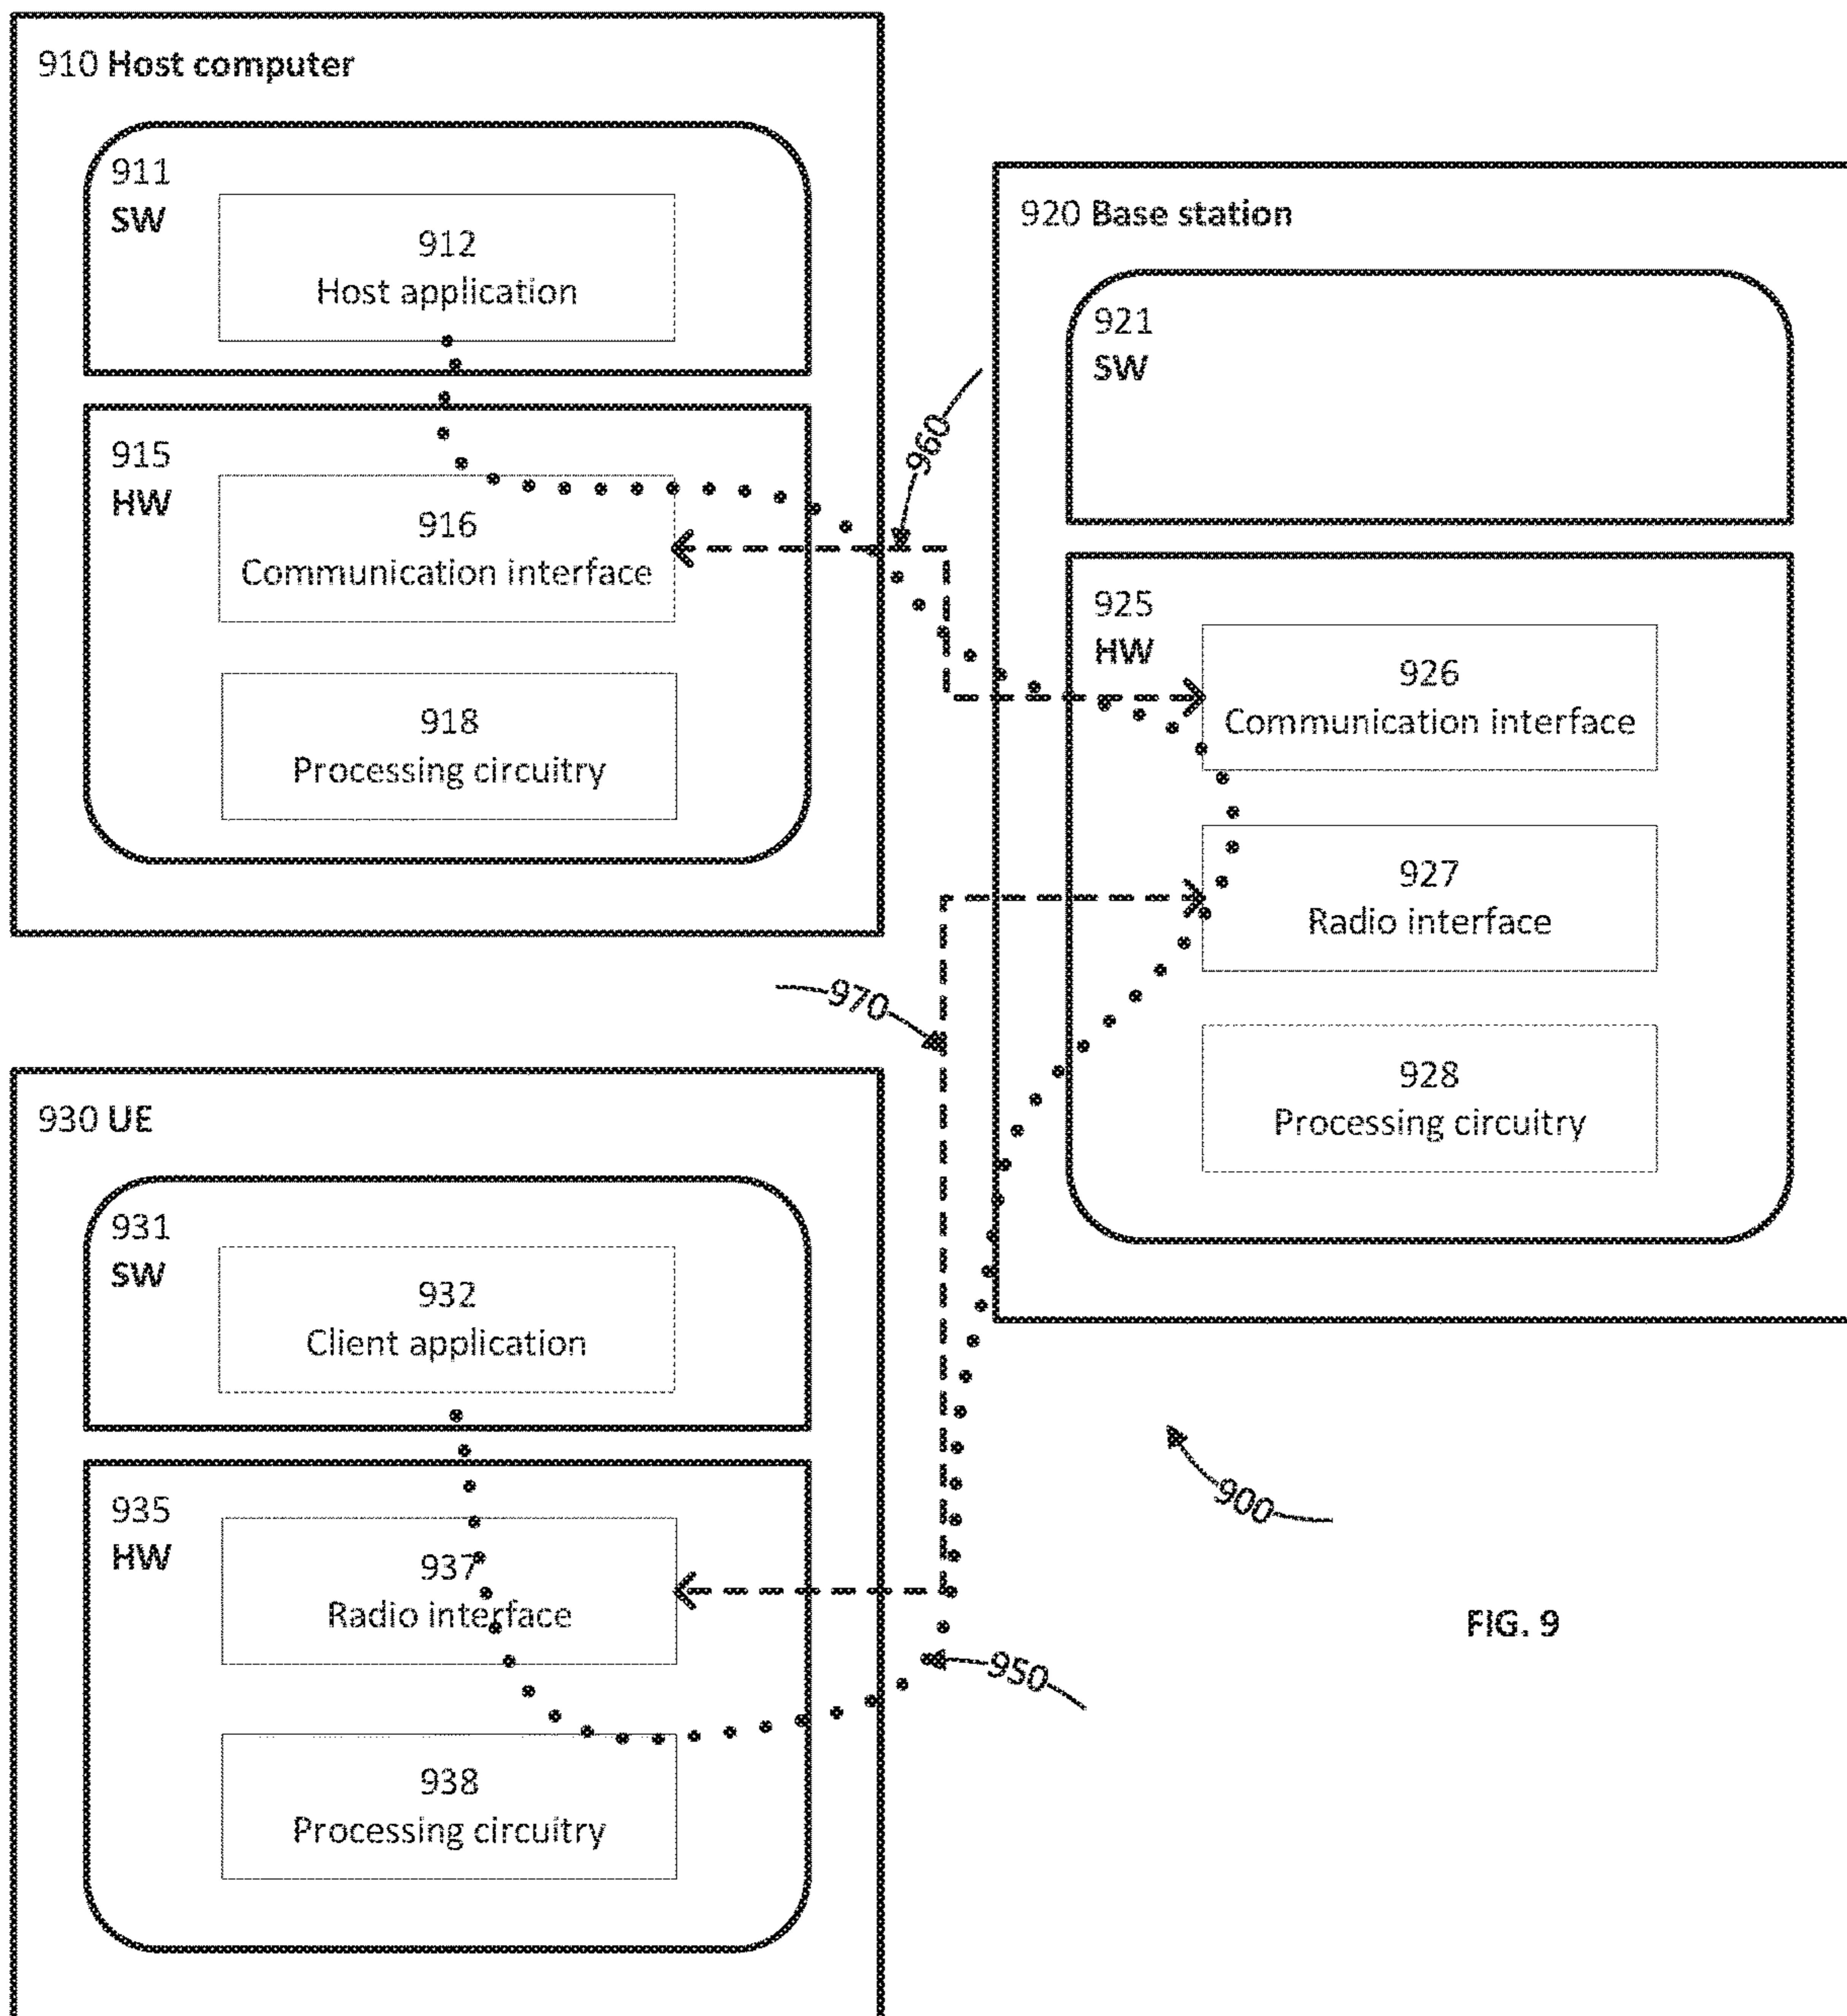 910 Host computer
911
SW
912
Host application
915
HW
916
Communication interface
918
Processing circuitry
960
920 Base station
921
SW
925
HW
926
Communication interface
927
Radio interface
928
Processing circuitry
970
930 UE
931
SW
932
Client application
935
HW
937
Radio interface
938
Processing circuitry
950
900
FIG. 9